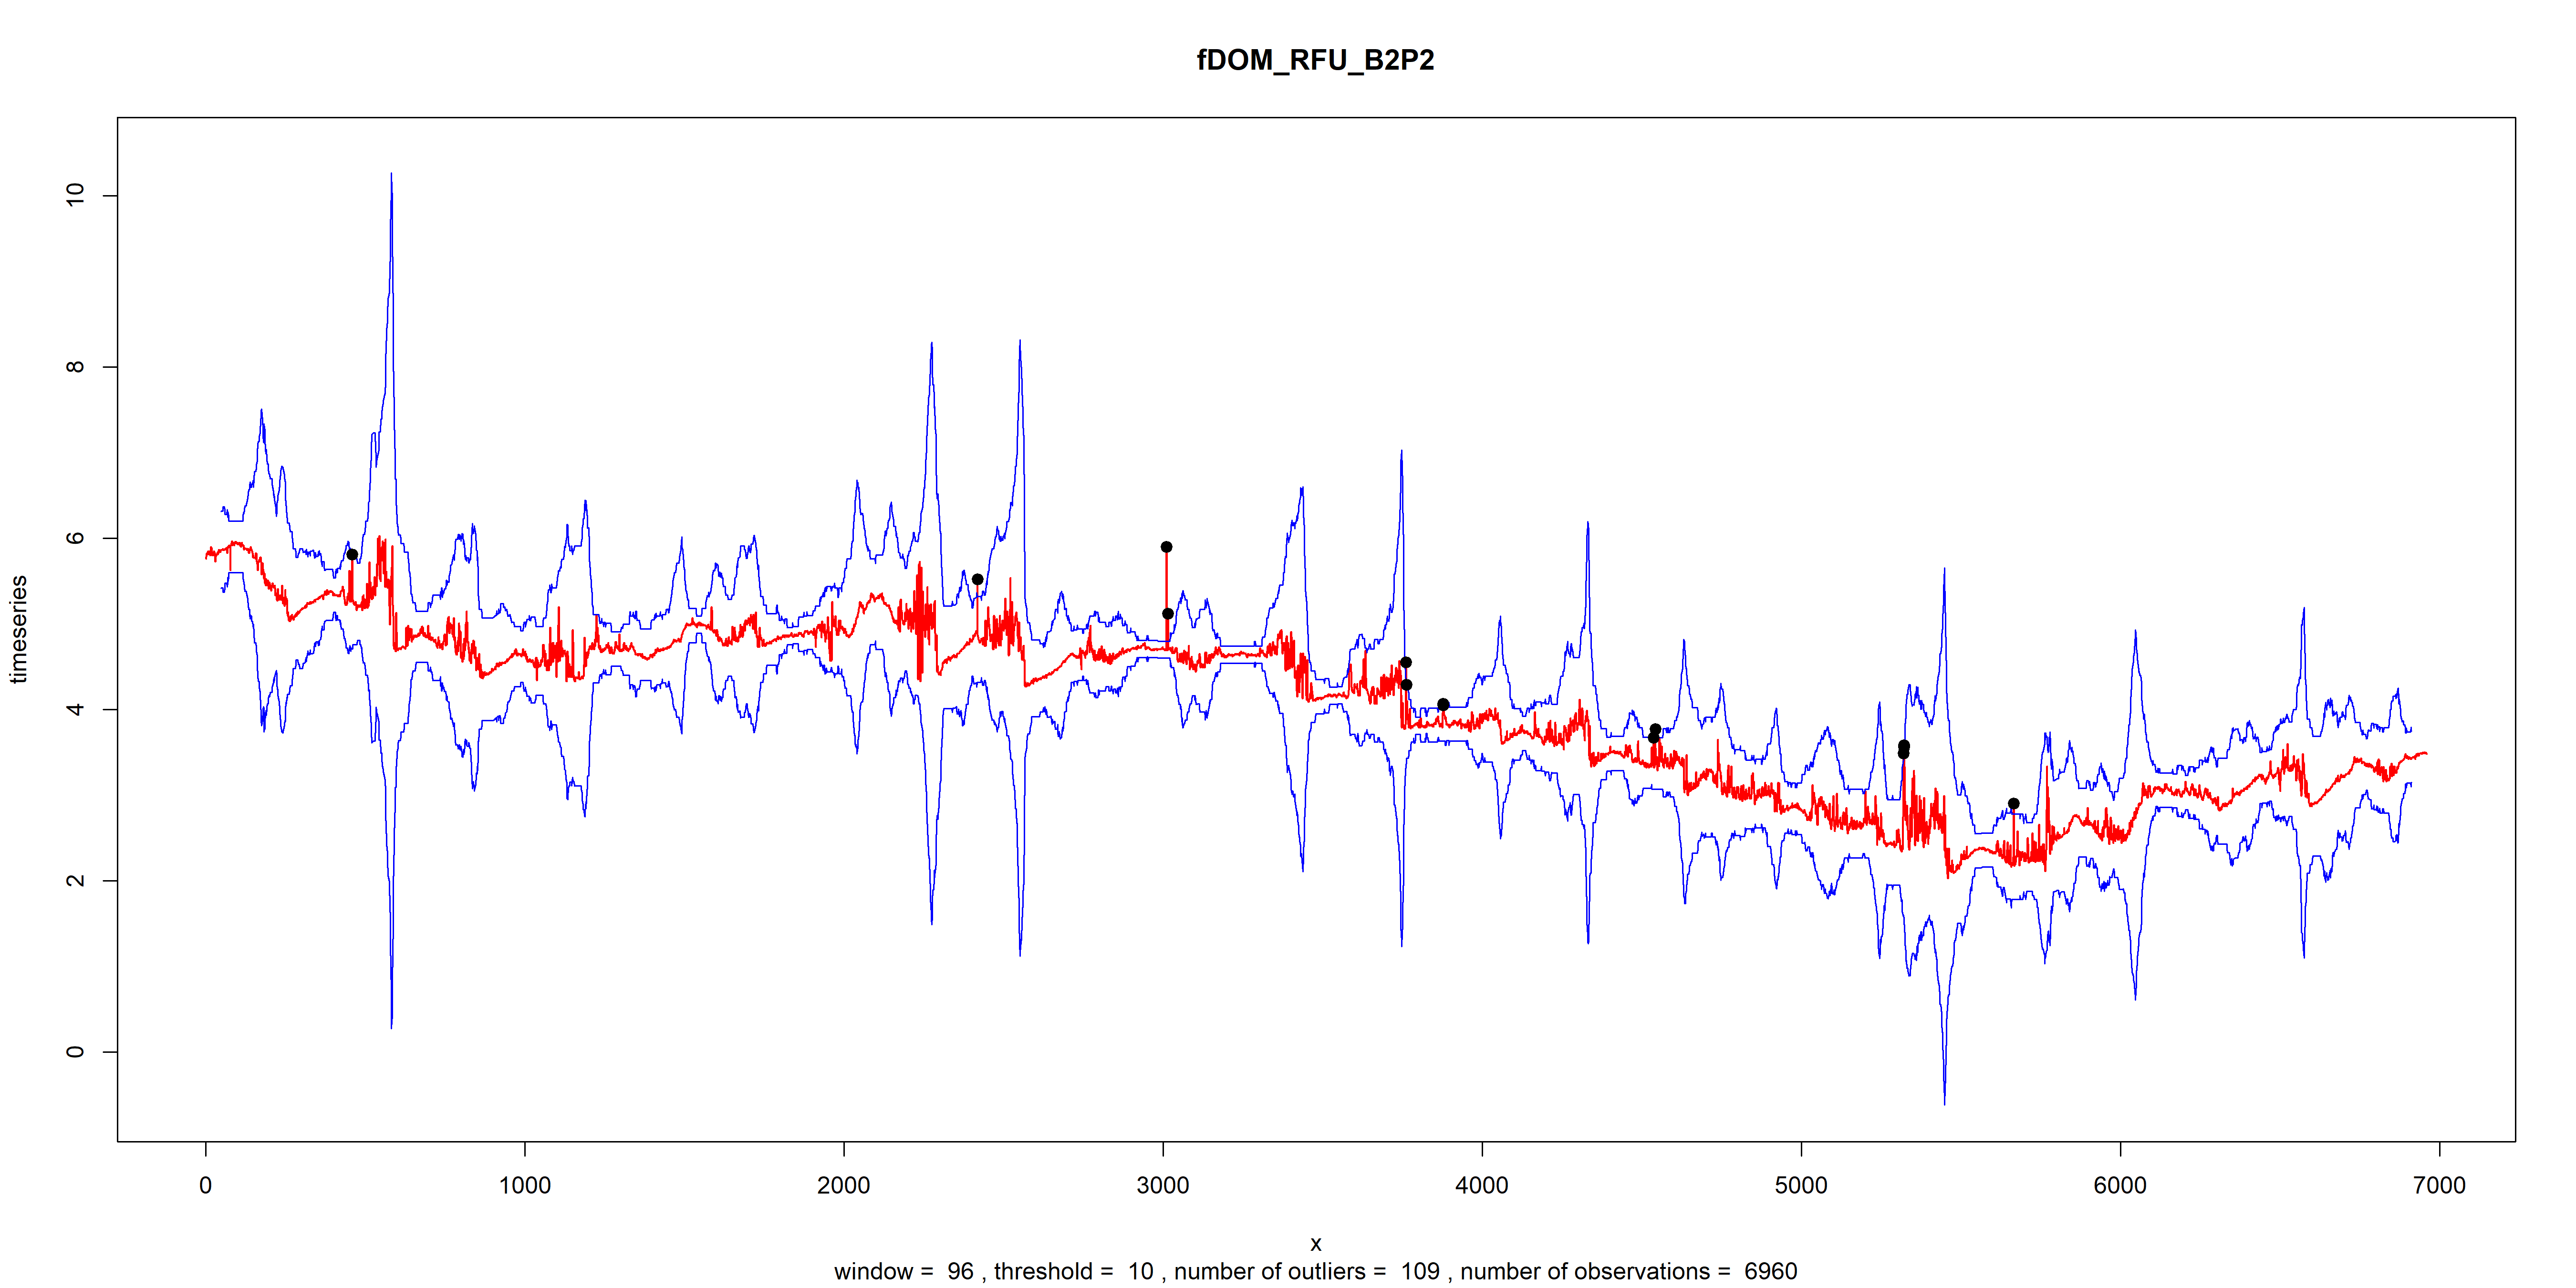 fDOM_RFU_B2P2
timeseries
10
8
6
4
2
0
0 1000 2000 3000 4000 5000 6000 7000
x
window =  96 , threshold =  10 , number of outliers =  109 , number of observations =  6960